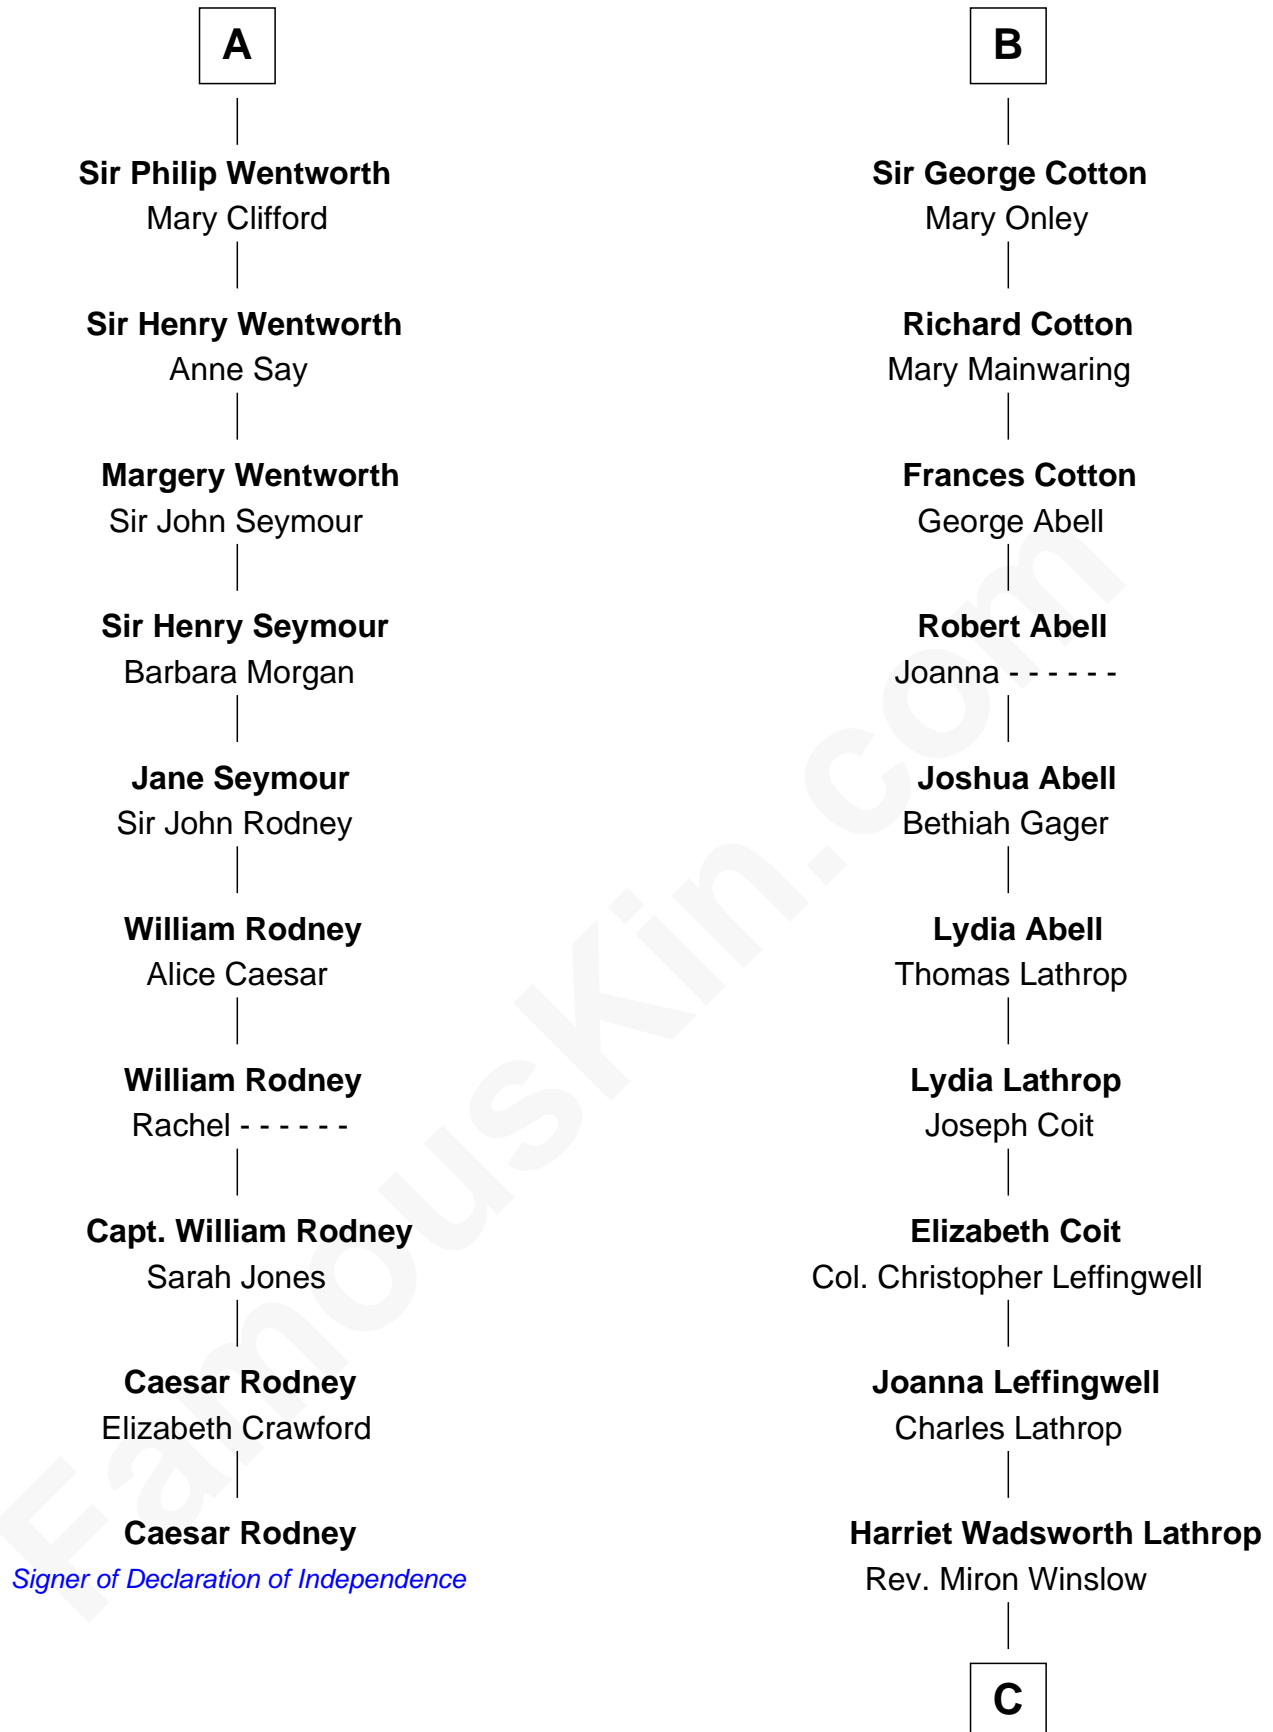 A
Sir Philip Wentworth
Mary Clifford
Sir Henry Wentworth
Anne Say
Margery Wentworth
Sir John Seymour
Sir Henry Seymour
Barbara Morgan
Jane Seymour
Sir John Rodney
William Rodney
Alice Caesar
William Rodney
Rachel - - - - - -
Capt. William Rodney
Sarah Jones
Caesar Rodney
Elizabeth Crawford
Caesar Rodney
Signer of Declaration of Independence
B
Sir George Cotton
Mary Onley
Richard Cotton
Mary Mainwaring
Frances Cotton
George Abell
Robert Abell
Joanna - - - - - -
Joshua Abell
Bethiah Gager
Lydia Abell
Thomas Lathrop
Lydia Lathrop
Joseph Coit
Elizabeth Coit
Col. Christopher Leffingwell
Joanna Leffingwell
Charles Lathrop
Harriet Wadsworth Lathrop
Rev. Miron Winslow
C
FamousKin.com